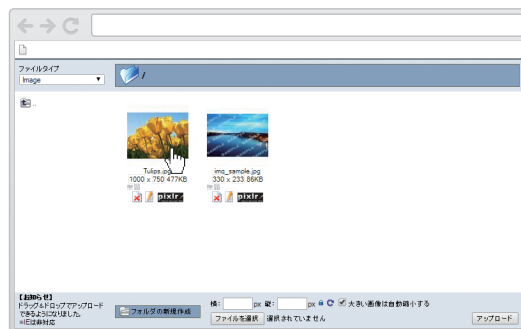 ファイルタイプ
Image
/
..
Tulips.jpg
1000 x 750 477KB
pixlr
img_sample.jpg
330 x 233 86KB
pixlr
【お知らせ】
ドラッグ&ドロップでアップロード
できるようになりました。
※IEは非対応
フォルダの新規作成
横: px 縦: px 大きい画像は自動縮小する
ファイルを選択 選択されていません
アップロード